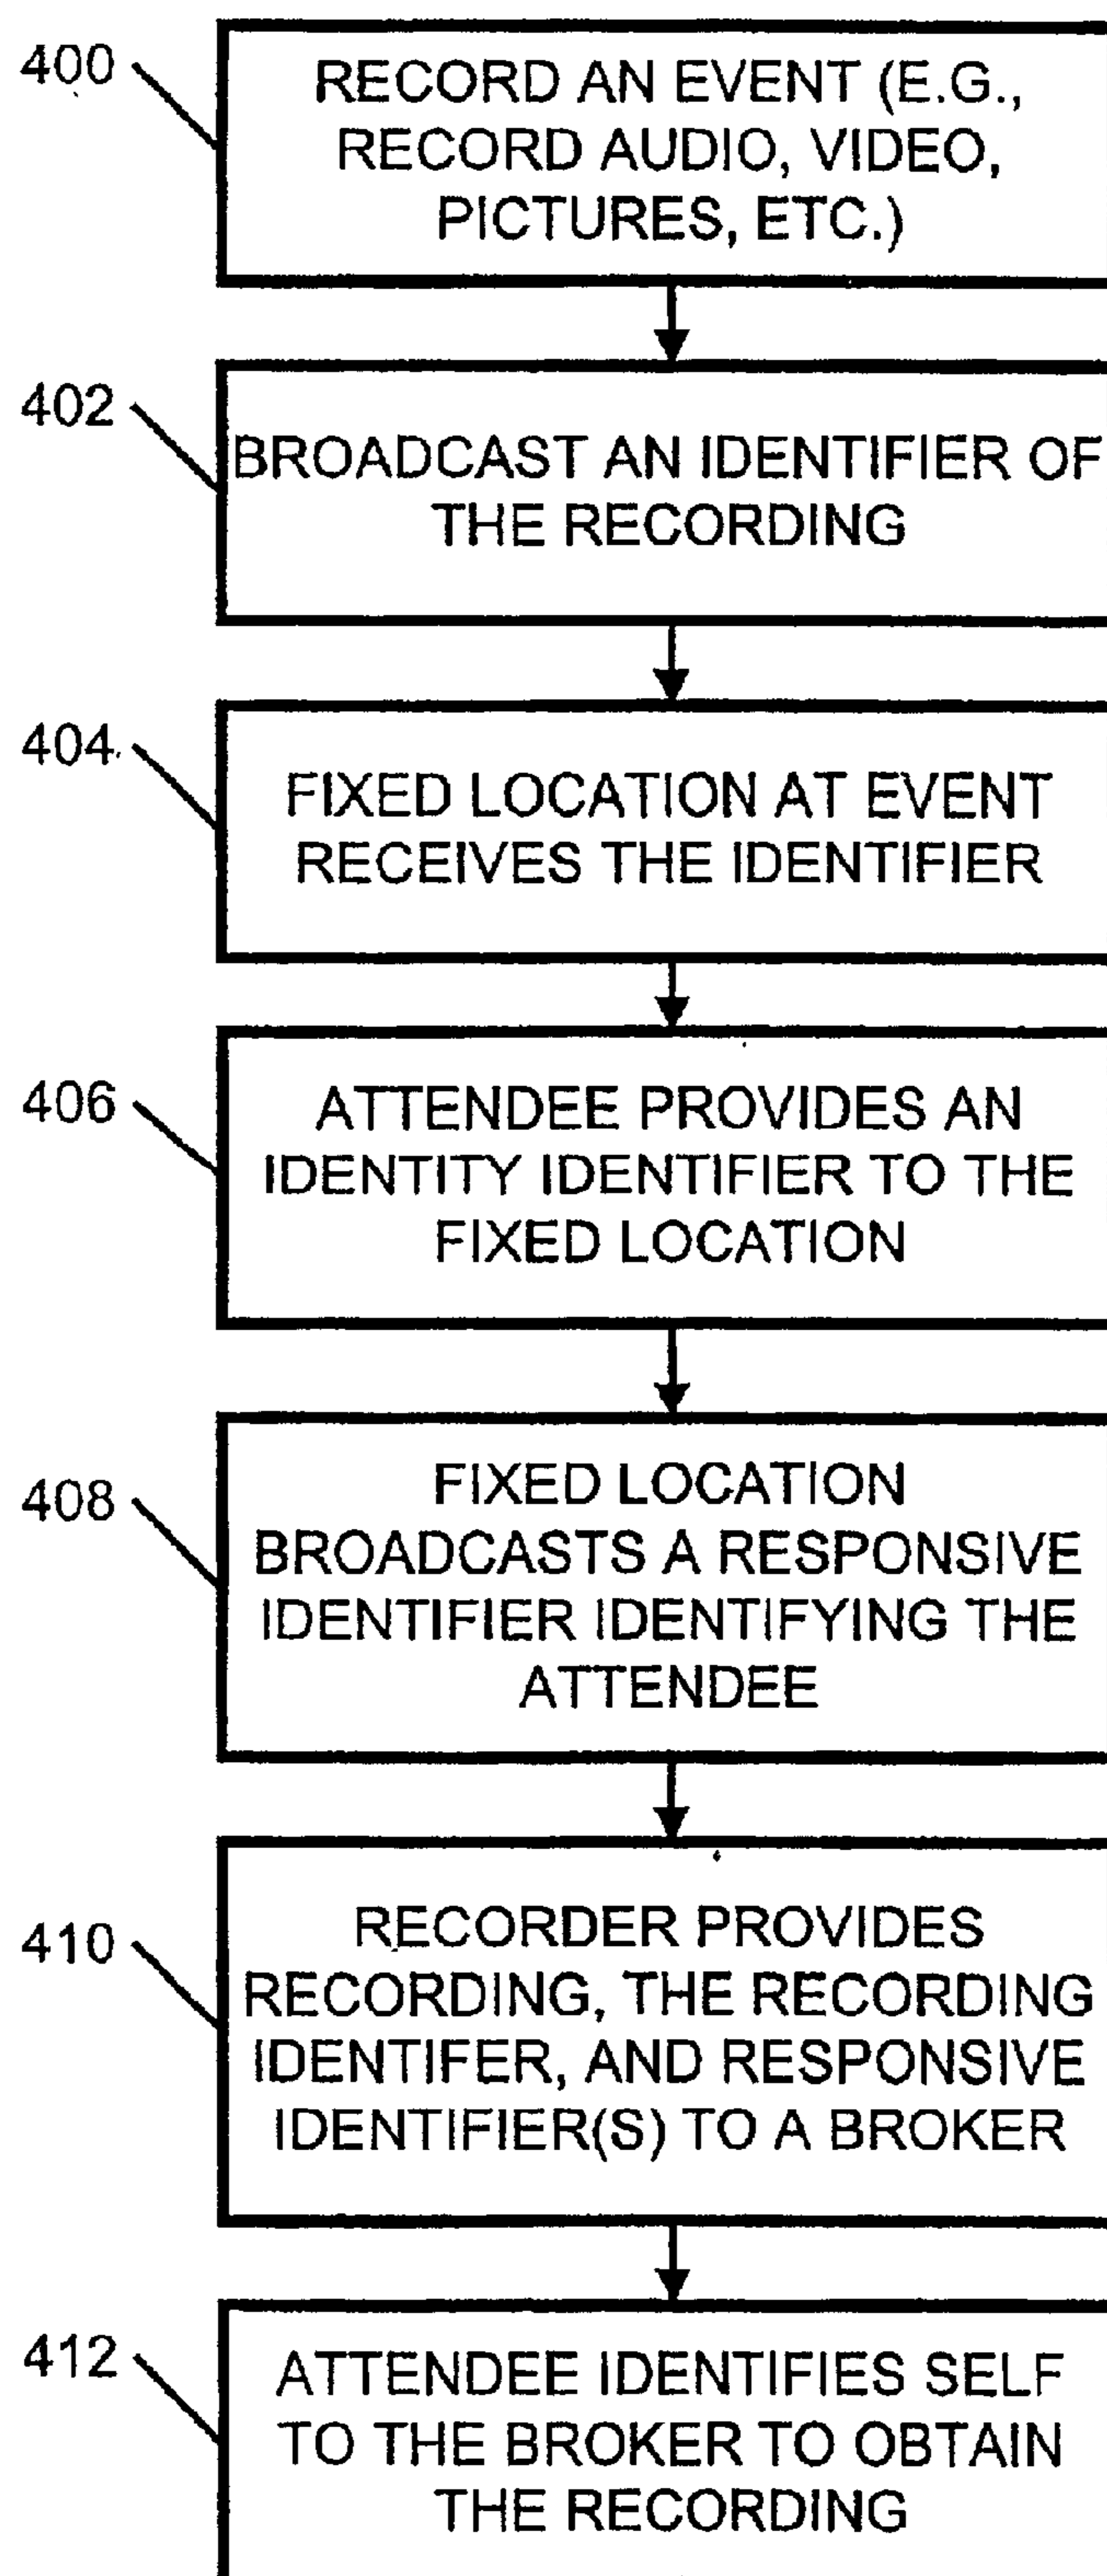 400
RECORD AN EVENT (E.G.,
RECORD AUDIO, VIDEO,
PICTURES, ETC.)
402
BROADCAST AN IDENTIFIER OF
THE RECORDING
404
FIXED LOCATION AT EVENT
RECEIVES THE IDENTIFIER
406
ATTENDEE PROVIDES AN
IDENTITY IDENTIFIER TO THE
FIXED LOCATION
408
FIXED LOCATION
BROADCASTS A RESPONSIVE
IDENTIFIER IDENTIFYING THE
ATTENDEE
410
RECORDER PROVIDES
RECORDING, THE RECORDING
IDENTIFER, AND RESPONSIVE
IDENTIFIER(S) TO A BROKER
412
ATTENDEE IDENTIFIES SELF
TO THE BROKER TO OBTAIN
THE RECORDING